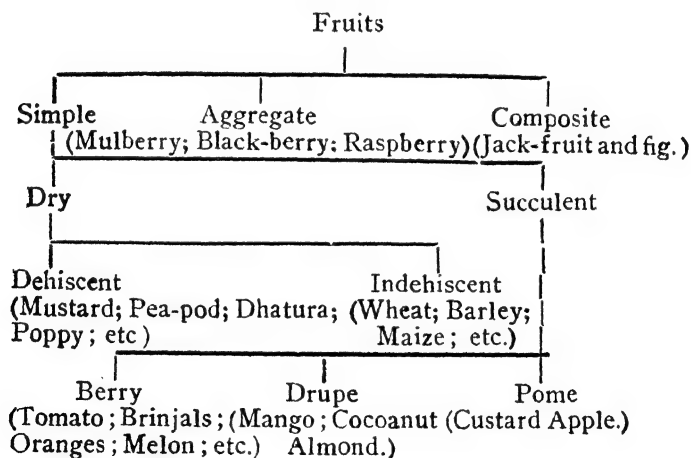 Fruits
Simple Aggregate Composite
(Mulberry; Black-berry: Raspberry) (Jack-fruit and fig.)
Dry Succulent
Dehiscent Indehiscent
(Mustard; Pea-pod; Dhatura; (Wheat; Barley;
Poppy; etc) Maize; etc.)
Berry Drupe Pome
(Tomato; Brinjals; (Mango; Cocoanut (Custard Apple.)
Oranges; Melon; etc.) Almond.)